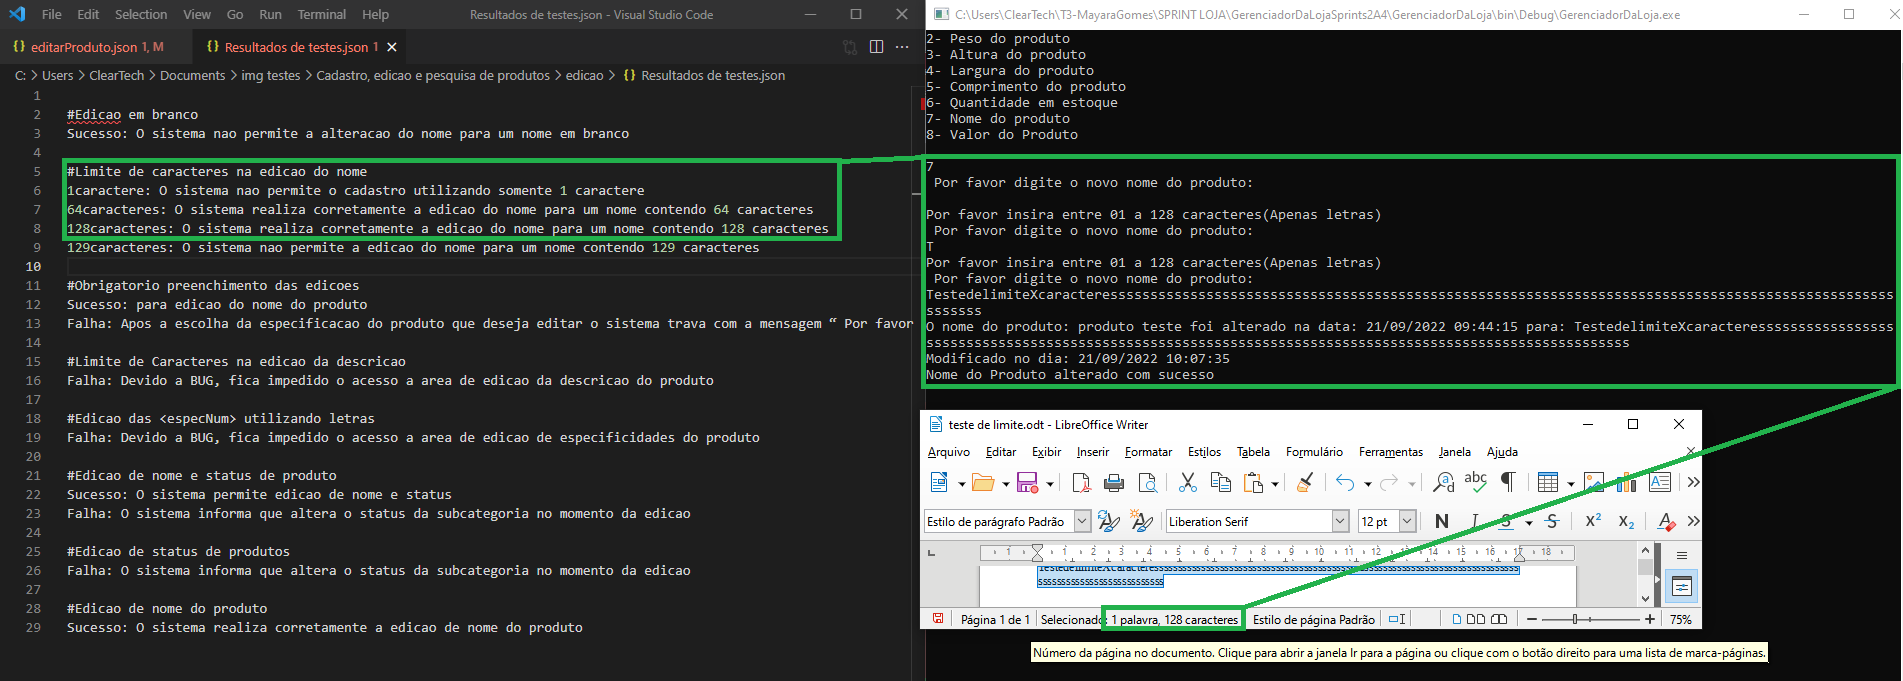 File Edit Selection View Go Run Terminal Help Resultados de testes.json - Visual Studio Code
editarProduto.json 1, M
Resultados de testes.json 1
C: > Users > ClearTech > Documents > img testes > Cadastro, edicao e pesquisa de produtos > edicao > {} Resultados de testes.json
1
2 #Edicao em branco
3 Sucesso: O sistema nao permite a alteracao do nome para um nome em branco
4
5 #Limite de caracteres na edicao do nome
6 1caractere: O sistema nao permite o cadastro utilizando somente 1 caractere
7 64caracteres: O sistema realiza corretamente a edicao do nome para um nome contendo 64 caracteres
8 128caracteres: O sistema realiza corretamente a edicao do nome para um nome contendo 128 caracteres
9 129caracteres: O sistema nao permite a edicao do nome para um nome contendo 129 caracteres
10
11 #Obrigatorio preenchimento das edicoes
12 Sucesso: para edicao do nome do produto
13 Falha: Apos a escolha da especificacao do produto que deseja editar o sistema trava com a mensagem “ Por favor
14
15 #Limite de Caracteres na edicao da descricao
16 Falha: Devido a BUG, fica impedido o acesso a area de edicao da descricao do produto
17
18 #Edicao das <especNum> utilizando letras
19 Falha: Devido a BUG, fica impedido o acesso a area de edicao de especificidades do produto
20
21 #Edicao de nome e status de produto
22 Sucesso: O sistema permite edicao de nome e status
23 Falha: O sistema informa que altera o status da subcategoria no momento da edicao
24
25 #Edicao de status de produtos
26 Falha: O sistema informa que altera o status da subcategoria no momento da edicao
27
28 #Edicao de nome do produto
29 Sucesso: O sistema realiza corretamente a edicao de nome do produto
C:\Users\ClearTech\T3-MayaraGomes\SPRINT LOJA\GerenciadorDaLojaSprints2A4\GerenciadorDaLoja\bin\Debug\GerenciadorDaLoja.exe
2- Peso do produto
3- Altura do produto
4- Largura do produto
5- Comprimento do produto
6- Quantidade em estoque
7- Nome do produto
8- Valor do Produto
7
Por favor digite o novo nome do produto:
Por favor insira entre 01 a 128 caracteres(Apenas letras)
Por favor digite o novo nome do produto:
T
Por favor insira entre 01 a 128 caracteres(Apenas letras)
Por favor digite o novo nome do produto:
TestedelimiteXcaracteresssssssssssssssssssssssssssssssssssssssssssssssssssssssssssssssssssssssssssssssssssssssssssssssssss
sssssss
O nome do produto: produto teste foi alterado na data: 21/09/2022 09:44:15 para: TestedelimiteXcaracteresssssssssssssssss
ssssssssssssssssssssssssssssssssssssssssssssssssssssssssssssssssssssssssssssssssssssssss
Modificado no dia: 21/09/2022 10:07:35
Nome do Produto alterado com sucesso
teste de limite.odt - LibreOffice Writer
Arquivo Editar Exibir Inserir Formatar Estilos Tabela Formulário Ferramentas Janela Ajuda
Estilo de parágrafo Padrão Liberation Serif 12 pt N I S S X² X₂ A
1 1 2 3 4 5 6 7 8 9 10 11 12 13 14 15 16 17 18
Página 1 de 1 Selecionado: 1 palavra, 128 caracteres Estilo de página Padrão 75%
Número da página no documento. Clique para abrir a janela Ir para a página ou clique com o botão direito para uma lista de marca-páginas.